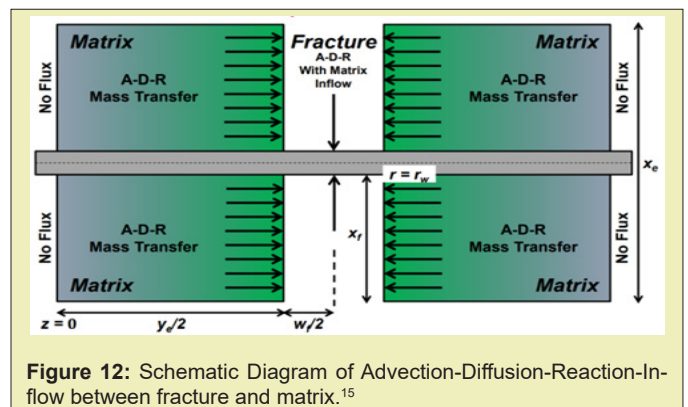 Matrix
Fracture
Matrix
A-D-R
With Matrix
Inflow
No Flux
A-D-R
Mass Transfer
A-D-R
Mass Transfer
No Flux
r = rw
xe
No Flux
A-D-R
Mass Transfer
xf
A-D-R
Mass Transfer
No Flux
Matrix
Matrix
z = 0
ye/2
wf/2
Figure 12: Schematic Diagram of Advection-Diffusion-Reaction-In-
flow between fracture and matrix.15